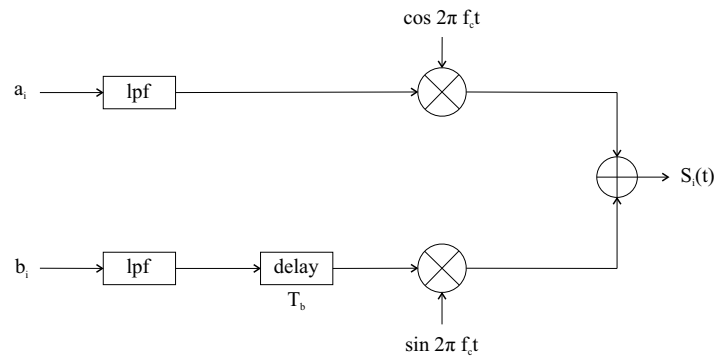 cos 2π f_c t
a_i
lpf
S_i(t)
b_i
lpf
delay
T_b
sin 2π f_c t